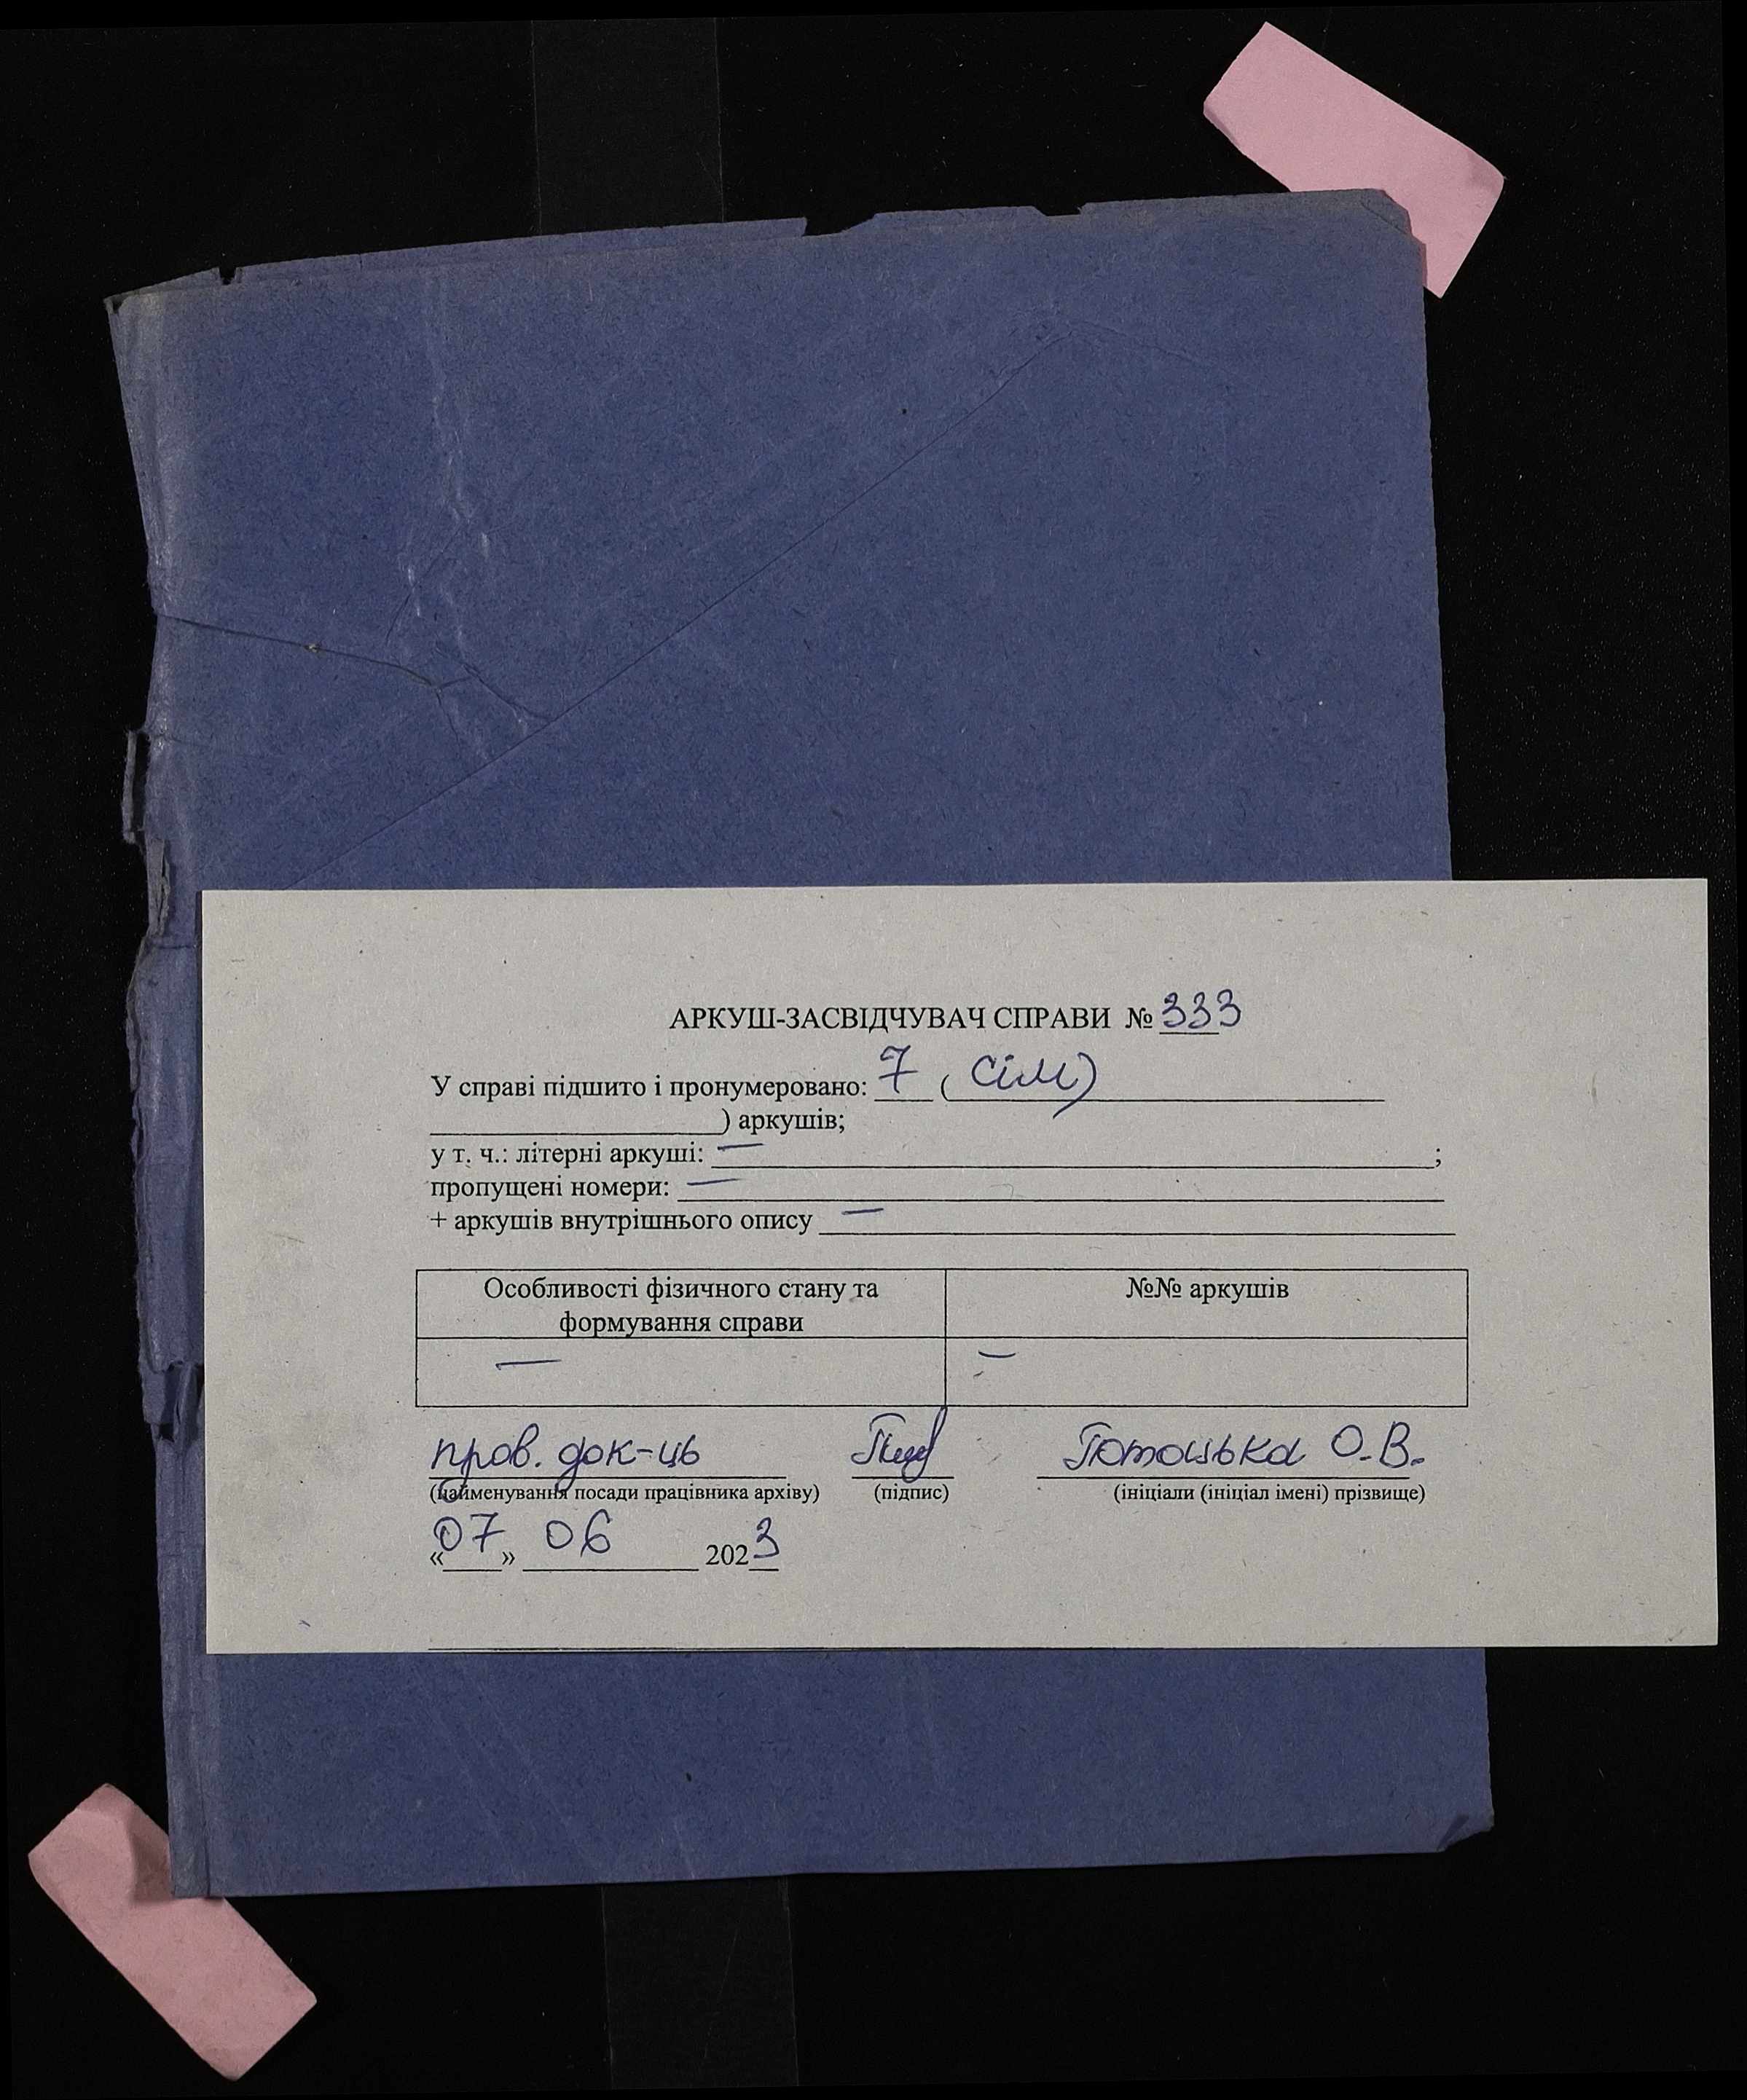 АРКУШ-ЗАСВІДЧУВАЧ СПРАВИ № 333
У справі підшито і пронумеровано: 7 ( сім)
) аркушів;
у т. ч.: літерні аркуші: — ;
пропущені номери: —
+ аркушів внутрішнього опису —
Особливості фізичного стану та формування справи
№№ аркушів
— —
пров. док-ць О.В.
(найменування посади працівника архіву) (підпис) (ініціали (ініціал імені) прізвище)
«07» 06 2023